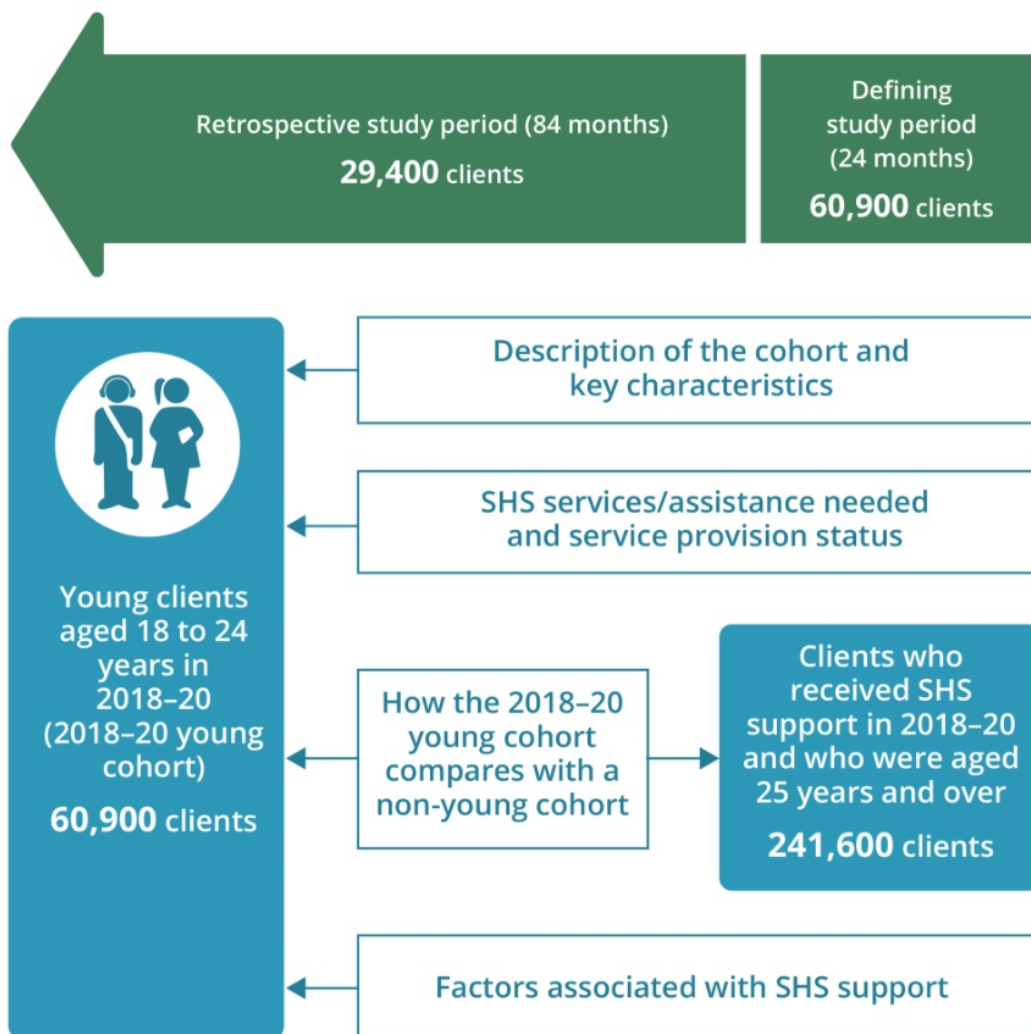 Retrospective study period (84 months)
29,400 clients
Defining
study period
(24 months)
60,900 clients
Description of the cohort and
key characteristics
SHS services/assistance needed
and service provision status
Young clients
aged 18 to 24
years in
2018–20
(2018–20 young
cohort)
60,900 clients
How the 2018–20
young cohort
compares with a
non-young cohort
Clients who
received SHS
support in 2018–20
and who were aged
25 years and over
241,600 clients
Factors associated with SHS support